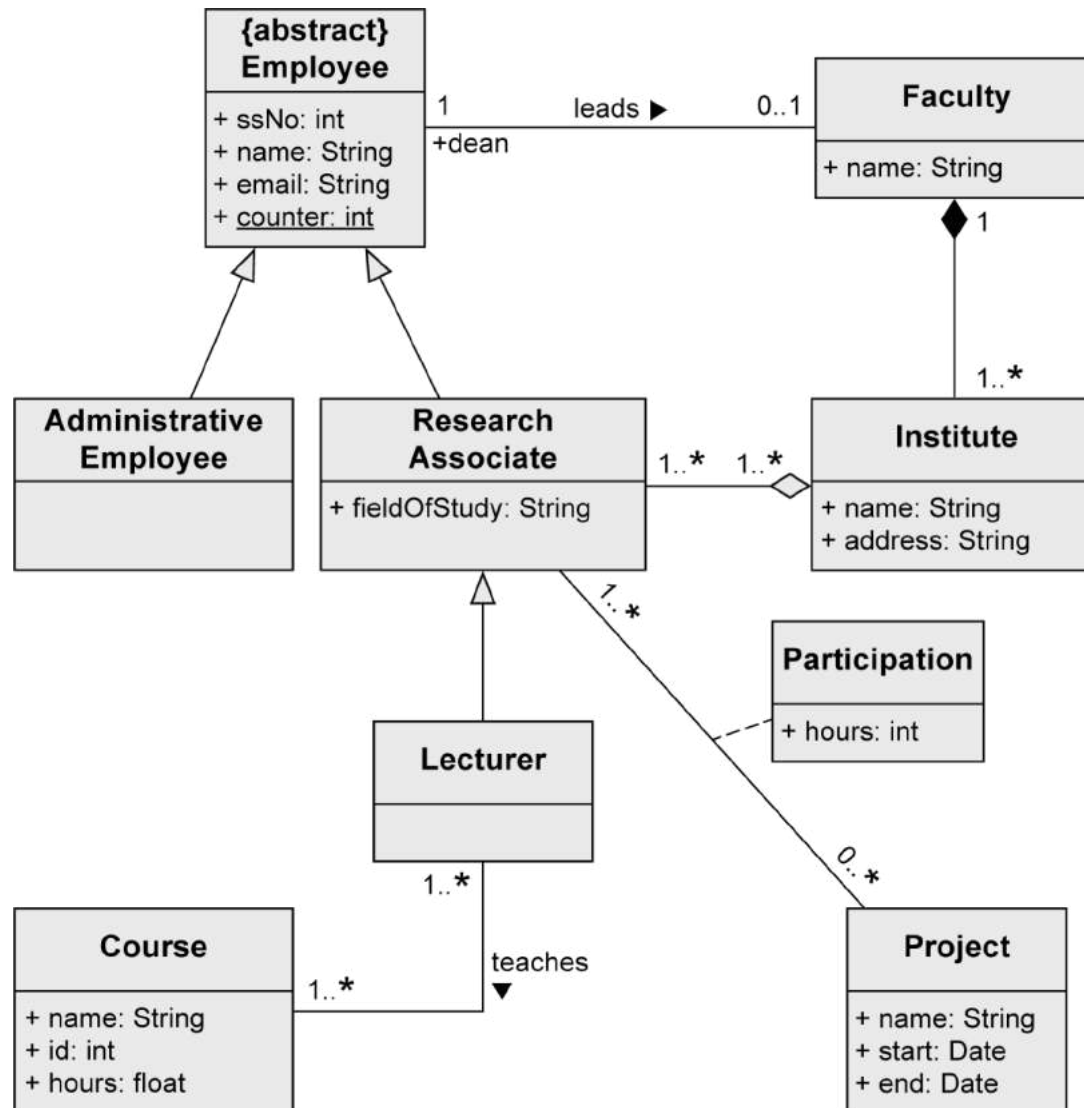 {abstract}
Employee
+ ssNo: int
+ name: String
+ email: String
+ counter: int
1
+dean
leads ▶
0..1
Faculty
+ name: String
1
1..*
Administrative
Employee
Research
Associate
+ fieldOfStudy: String
1..*
1..*
Institute
+ name: String
+ address: String
1..*
Participation
+ hours: int
Lecturer
1..*
teaches
▼
1..*
0..*
Course
+ name: String
+ id: int
+ hours: float
Project
+ name: String
+ start: Date
+ end: Date